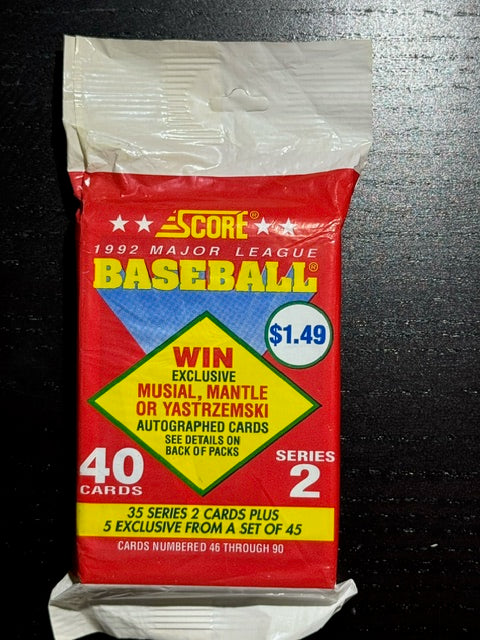 SCORE®
1992 MAJOR LEAGUE
BASEBALL®
$1.49
WIN
EXCLUSIVE
MUSIAL, MANTLE
OR YASTRZEMSKI
AUTOGRAPHED CARDS
SEE DETAILS ON
BACK OF PACKS
40
CARDS
SERIES
2
35 SERIES 2 CARDS PLUS
5 EXCLUSIVE FROM A SET OF 45
CARDS NUMBERED 46 THROUGH 90